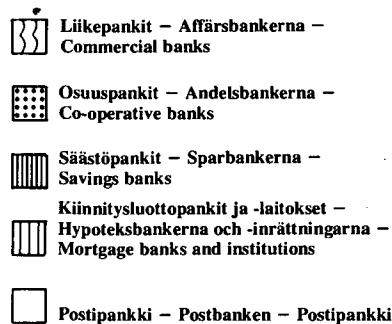 Liikepankit — Affärsbankerna —
Commercial banks
Osuuspankit — Andelsbankerna —
Co-operative banks
Säästöpankit — Sparbankerna —
Savings banks
Kiinnitysluottopankit ja -laitokset —
Hypoteksbankerna och -inrättningarna —
Mortgage banks and institutions
Postipankki — Postbanken — Postipankki